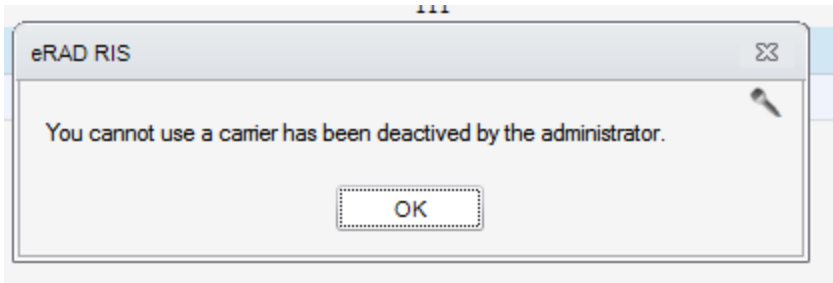 eRAD RIS
You cannot use a carrier has been deactived by the administrator.
OK